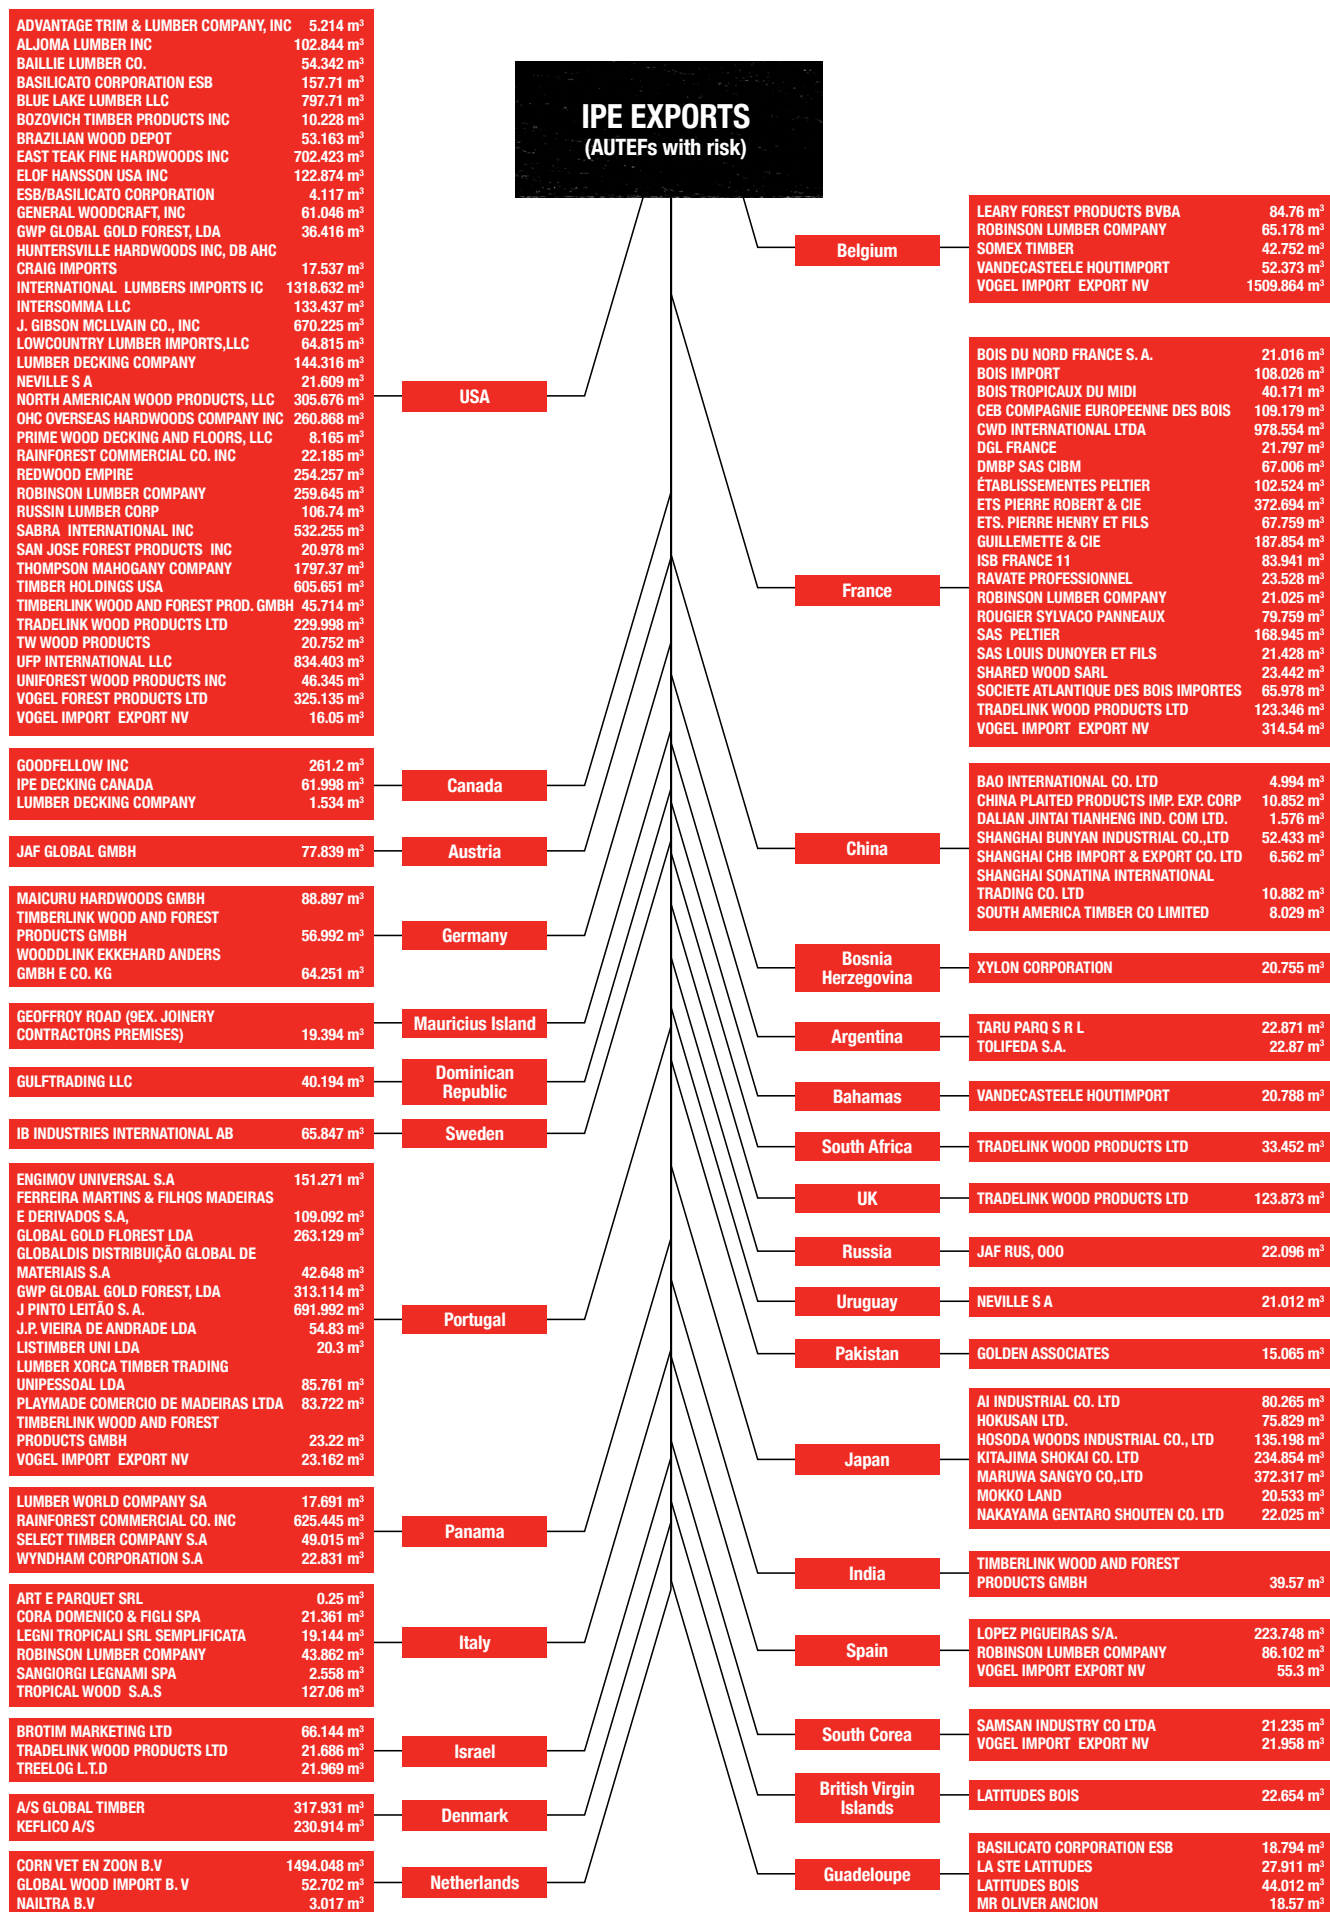 IPE EXPORTS
(AUTEFs with risk)
ADVANTAGE TRIM & LUMBER COMPANY, INC 5.214 m³
ALJOMA LUMBER INC 102.844 m³
BAILLIE LUMBER CO. 54.342 m³
BASILICATO CORPORATION ESB 157.71 m³
BLUE LAKE LUMBER LLC 797.71 m³
BOZOVICH TIMBER PRODUCTS INC 10.228 m³
BRAZILIAN WOOD DEPOT 53.163 m³
EAST TEAK FINE HARDWOODS INC 702.423 m³
ELOF HANSSON USA INC 122.874 m³
ESB/BASILICATO CORPORATION 4.117 m³
GENERAL WOODCRAFT, INC 61.046 m³
GWP GLOBAL GOLD FOREST, LDA 36.416 m³
HUNTERSVILLE HARDWOODS INC, DB AHC
CRAIG IMPORTS 17.537 m³
INTERNATIONAL LUMBERS IMPORTS IC 1318.632 m³
INTERSOMMA LLC 133.437 m³
J. GIBSON MCLLVAIN CO., INC 670.225 m³
LOWCOUNTRY LUMBER IMPORTS,LLC 64.815 m³
LUMBER DECKING COMPANY 144.316 m³
NEVILLE S A 21.609 m³
NORTH AMERICAN WOOD PRODUCTS, LLC 305.676 m³
OHC OVERSEAS HARDWOODS COMPANY INC 260.868 m³
PRIME WOOD DECKING AND FLOORS, LLC 8.165 m³
RAINFOREST COMMERCIAL CO. INC 22.185 m³
REDWOOD EMPIRE 254.257 m³
ROBINSON LUMBER COMPANY 259.645 m³
RUSSIN LUMBER CORP 106.74 m³
SABRA INTERNATIONAL INC 532.255 m³
SAN JOSE FOREST PRODUCTS INC 20.978 m³
THOMPSON MAHOGANY COMPANY 1797.37 m³
TIMBER HOLDINGS USA 605.651 m³
TIMBERLINK WOOD AND FOREST PROD. GMBH 45.714 m³
TRADELINK WOOD PRODUCTS LTD 229.998 m³
TW WOOD PRODUCTS 20.752 m³
UFP INTERNATIONAL LLC 834.403 m³
UNIFOREST WOOD PRODUCTS INC 46.345 m³
VOGEL FOREST PRODUCTS LTD 325.135 m³
VOGEL IMPORT EXPORT NV 16.05 m³
USA
GOODFELLOW INC 261.2 m³
IPE DECKING CANADA 61.998 m³
LUMBER DECKING COMPANY 1.534 m³
Canada
JAF GLOBAL GMBH 77.839 m³
Austria
MAICURU HARDWOODS GMBH 88.897 m³
TIMBERLINK WOOD AND FOREST
PRODUCTS GMBH 56.992 m³
WOODDLINK EKKEHARD ANDERS
GMBH E CO. KG 64.251 m³
Germany
GEOFFROY ROAD (9EX. JOINERY
CONTRACTORS PREMISES) 19.394 m³
Mauricius Island
GULFTRADING LLC 40.194 m³
Dominican
Republic
IB INDUSTRIES INTERNATIONAL AB 65.847 m³
Sweden
ENGIMOV UNIVERSAL S.A 151.271 m³
FERREIRA MARTINS & FILHOS MADEIRAS
E DERIVADOS S.A, 109.092 m³
GLOBAL GOLD FLOREST LDA 263.129 m³
GLOBALDIS DISTRIBUIÇÃO GLOBAL DE
MATERIAIS S.A 42.648 m³
GWP GLOBAL GOLD FOREST, LDA 313.114 m³
J PINTO LEITÃO S. A. 691.992 m³
J.P. VIEIRA DE ANDRADE LDA 54.83 m³
LISTIMBER UNI LDA 20.3 m³
LUMBER XORCA TIMBER TRADING
UNIPESSOAL LDA 85.761 m³
PLAYMADE COMERCIO DE MADEIRAS LTDA 83.722 m³
TIMBERLINK WOOD AND FOREST
PRODUCTS GMBH 23.22 m³
VOGEL IMPORT EXPORT NV 23.162 m³
Portugal
LUMBER WORLD COMPANY SA 17.691 m³
RAINFOREST COMMERCIAL CO. INC 625.445 m³
SELECT TIMBER COMPANY S.A 49.015 m³
WYNDHAM CORPORATION S.A 22.831 m³
Panama
ART E PARQUET SRL 0.25 m³
CORA DOMENICO & FIGLI SPA 21.361 m³
LEGNI TROPICALI SRL SEMPLIFICATA 19.144 m³
ROBINSON LUMBER COMPANY 43.862 m³
SANGIORGI LEGNAMI SPA 2.558 m³
TROPICAL WOOD S.A.S 127.06 m³
Italy
BROTIM MARKETING LTD 66.144 m³
TRADELINK WOOD PRODUCTS LTD 21.686 m³
TREELOG L.T.D 21.969 m³
Israel
A/S GLOBAL TIMBER 317.931 m³
KEFLICO A/S 230.914 m³
Denmark
CORN VET EN ZOON B.V 1494.048 m³
GLOBAL WOOD IMPORT B. V 52.702 m³
NAILTRA B.V 3.017 m³
Netherlands
Belgium
LEARY FOREST PRODUCTS BVBA 84.76 m³
ROBINSON LUMBER COMPANY 65.178 m³
SOMEX TIMBER 42.752 m³
VANDECASTEELE HOUTIMPORT 52.373 m³
VOGEL IMPORT EXPORT NV 1509.864 m³
France
BOIS DU NORD FRANCE S. A. 21.016 m³
BOIS IMPORT 108.026 m³
BOIS TROPICAUX DU MIDI 40.171 m³
CEB COMPAGNIE EUROPEENNE DES BOIS 109.179 m³
CWD INTERNATIONAL LTDA 978.554 m³
DGL FRANCE 21.797 m³
DMBP SAS CIBM 67.006 m³
ÉTABLISSEMENTES PELTIER 102.524 m³
ETS PIERRE ROBERT & CIE 372.694 m³
ETS. PIERRE HENRY ET FILS 67.759 m³
GUILLEMETTE & CIE 187.854 m³
ISB FRANCE 11 83.941 m³
RAVATE PROFESSIONNEL 23.528 m³
ROBINSON LUMBER COMPANY 21.025 m³
ROUGIER SYLVACO PANNEAUX 79.759 m³
SAS PELTIER 168.945 m³
SAS LOUIS DUNOYER ET FILS 21.428 m³
SHARED WOOD SARL 23.442 m³
SOCIETE ATLANTIQUE DES BOIS IMPORTES 65.978 m³
TRADELINK WOOD PRODUCTS LTD 123.346 m³
VOGEL IMPORT EXPORT NV 314.54 m³
China
BAO INTERNATIONAL CO. LTD 4.994 m³
CHINA PLAITED PRODUCTS IMP. EXP. CORP 10.852 m³
DALIAN JINTAI TIANHENG IND. COM LTD. 1.576 m³
SHANGHAI BUNYAN INDUSTRIAL CO.,LTD 52.433 m³
SHANGHAI CHB IMPORT & EXPORT CO. LTD 6.562 m³
SHANGHAI SONATINA INTERNATIONAL
TRADING CO. LTD 10.882 m³
SOUTH AMERICA TIMBER CO LIMITED 8.029 m³
Bosnia
Herzegovina
XYLON CORPORATION 20.755 m³
Argentina
TARU PARQ S R L 22.871 m³
TOLIFEDA S.A. 22.87 m³
Bahamas
VANDECASTEELE HOUTIMPORT 20.788 m³
South Africa
TRADELINK WOOD PRODUCTS LTD 33.452 m³
UK
TRADELINK WOOD PRODUCTS LTD 123.873 m³
Russia
JAF RUS, OOO 22.096 m³
Uruguay
NEVILLE S A 21.012 m³
Pakistan
GOLDEN ASSOCIATES 15.065 m³
Japan
AI INDUSTRIAL CO. LTD 80.265 m³
HOKUSAN LTD. 75.829 m³
HOSODA WOODS INDUSTRIAL CO., LTD 135.198 m³
KITAJIMA SHOKAI CO. LTD 234.854 m³
MARUWA SANGYO CO,.LTD 372.317 m³
MOKKO LAND 20.533 m³
NAKAYAMA GENTARO SHOUTEN CO. LTD 22.025 m³
India
TIMBERLINK WOOD AND FOREST
PRODUCTS GMBH 39.57 m³
Spain
LOPEZ PIGUEIRAS S/A. 223.748 m³
ROBINSON LUMBER COMPANY 86.102 m³
VOGEL IMPORT EXPORT NV 55.3 m³
South Corea
SAMSAN INDUSTRY CO LTDA 21.235 m³
VOGEL IMPORT EXPORT NV 21.958 m³
British Virgin
Islands
LATITUDES BOIS 22.654 m³
Guadeloupe
BASILICATO CORPORATION ESB 18.794 m³
LA STE LATITUDES 27.911 m³
LATITUDES BOIS 44.012 m³
MR OLIVER ANCION 18.57 m³